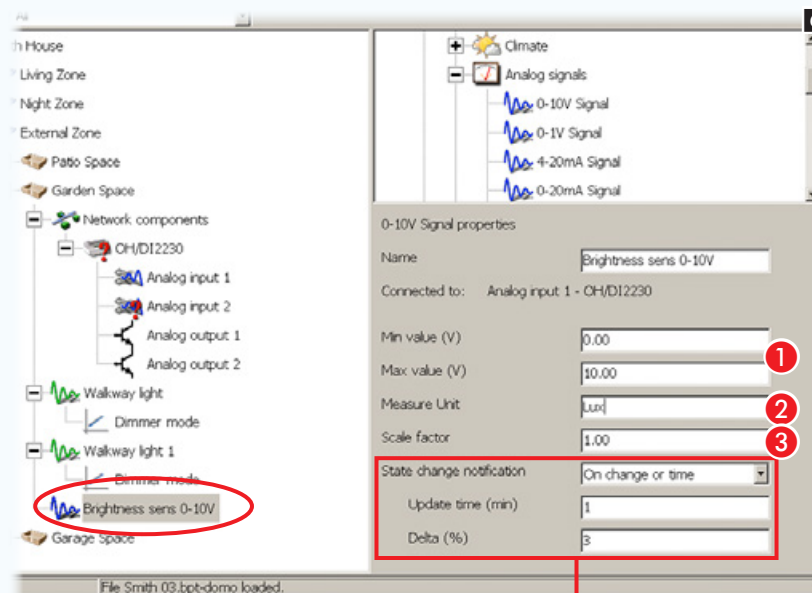 All
h House
Living Zone
Night Zone
External Zone
Patio Space
Garden Space
Network components
OH/DI2230
Analog input 1
Analog input 2
Analog output 1
Analog output 2
Walkway light
Dimmer mode
Walkway light 1
Dimmer mode
Brightness sens 0-10V
Garage Space
Climate
Analog signals
0-10V Signal
0-1V Signal
4-20mA Signal
0-20mA Signal
0-10V Signal properties
Name Brightness sens 0-10V
Connected to: Analog input 1 - OH/DI2230
Min value (V) 0.00
1
Max value (V) 10.00
Measure Unit Lux 2
Scale factor 1.00 3
State change notification On change or time
Update time (min) 1
Delta (%) 3
File Smith 03.bpt-domo loaded.